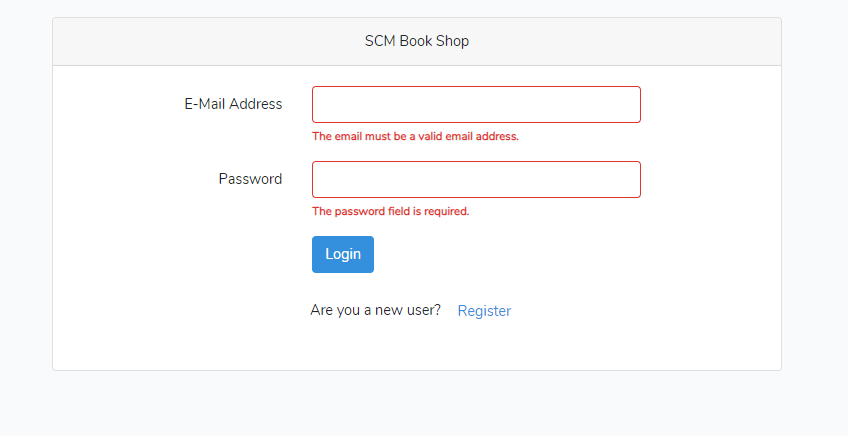 SCM Book Shop
E-Mail Address
The email must be a valid email address.
Password
The password field is required.
Login
Are you a new user? Register